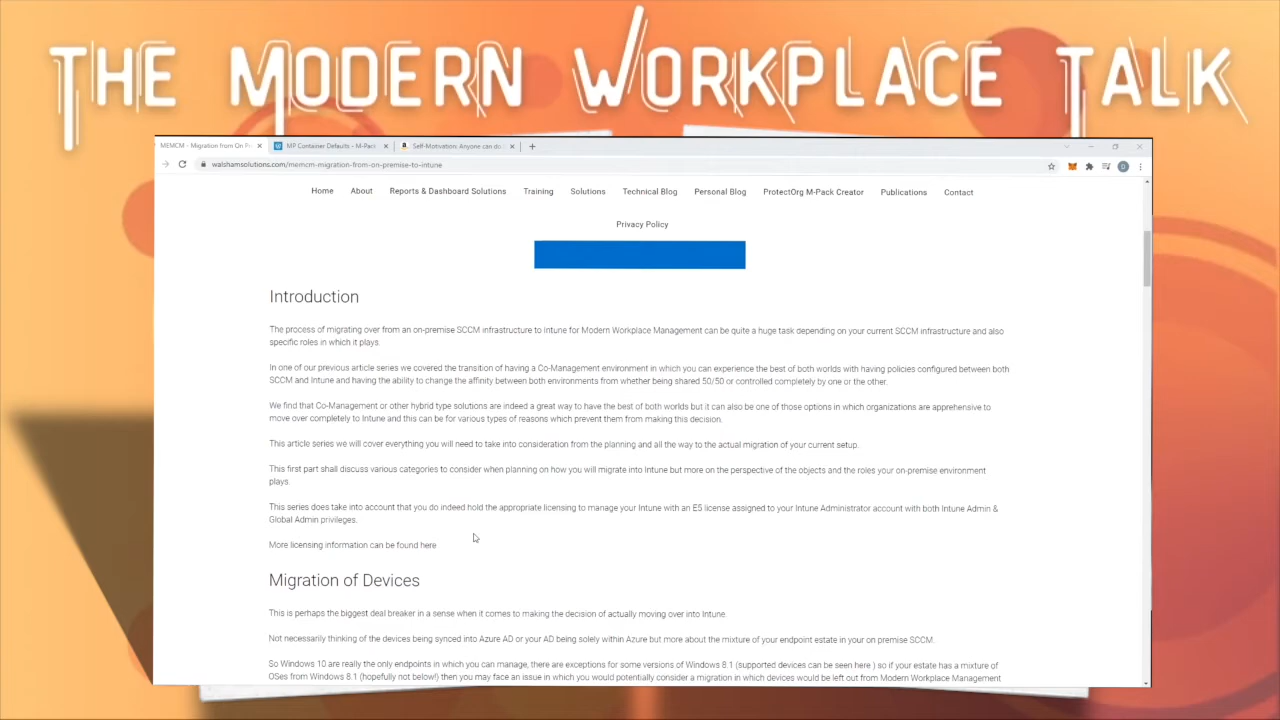 The Modern Workplace Talk
MEMCM - Migration from On Pr
MP Container Defaults - M-Pack
Self-Motivation: Anyone can do
walshamsolutions.com/memcm-migration-from-on-premise-to-intune
Home About Reports & Dashboard Solutions Training Solutions Technical Blog Personal Blog ProtectOrg M-Pack Creator Publications Contact
Privacy Policy
Introduction
The process of migrating over from an on-premise SCCM infrastructure to Intune for Modern Workplace Management can be quite a huge task depending on your current SCCM infrastructure and also
specific roles in which it plays.
In one of our previous article series we covered the transition of having a Co-Management environment in which you can experience the best of both worlds with having policies configured between both
SCCM and Intune and having the ability to change the affinity between both environments from whether being shared 50/50 or controlled completely by one or the other.
We find that Co-Management or other hybrid type solutions are indeed a great way to have the best of both worlds but it can also be one of those options in which organizations are apprehensive to
move over completely to Intune and this can be for various types of reasons which prevent them from making this decision.
This article series we will cover everything you will need to take into consideration from the planning and all the way to the actual migration of your current setup.
This first part shall discuss various categories to consider when planning on how you will migrate into Intune but more on the perspective of the objects and the roles your on-premise environment
plays.
This series does take into account that you do indeed hold the appropriate licensing to manage your Intune with an E5 license assigned to your Intune Administrator account with both Intune Admin &
Global Admin privileges.
More licensing information can be found here
Migration of Devices
This is perhaps the biggest deal breaker in a sense when it comes to making the decision of actually moving over into Intune.
Not necessarily thinking of the devices being synced into Azure AD or your AD being solely within Azure but more about the mixture of your endpoint estate in your on premise SCCM.
So Windows 10 are really the only endpoints in which you can manage, there are exceptions for some versions of Windows 8.1 (supported devices can be seen here ) so if your estate has a mixture of
OSes from Windows 8.1 (hopefully not below!) then you may face an issue in which you would potentially consider a migration in which devices would be left out from Modern Workplace Management